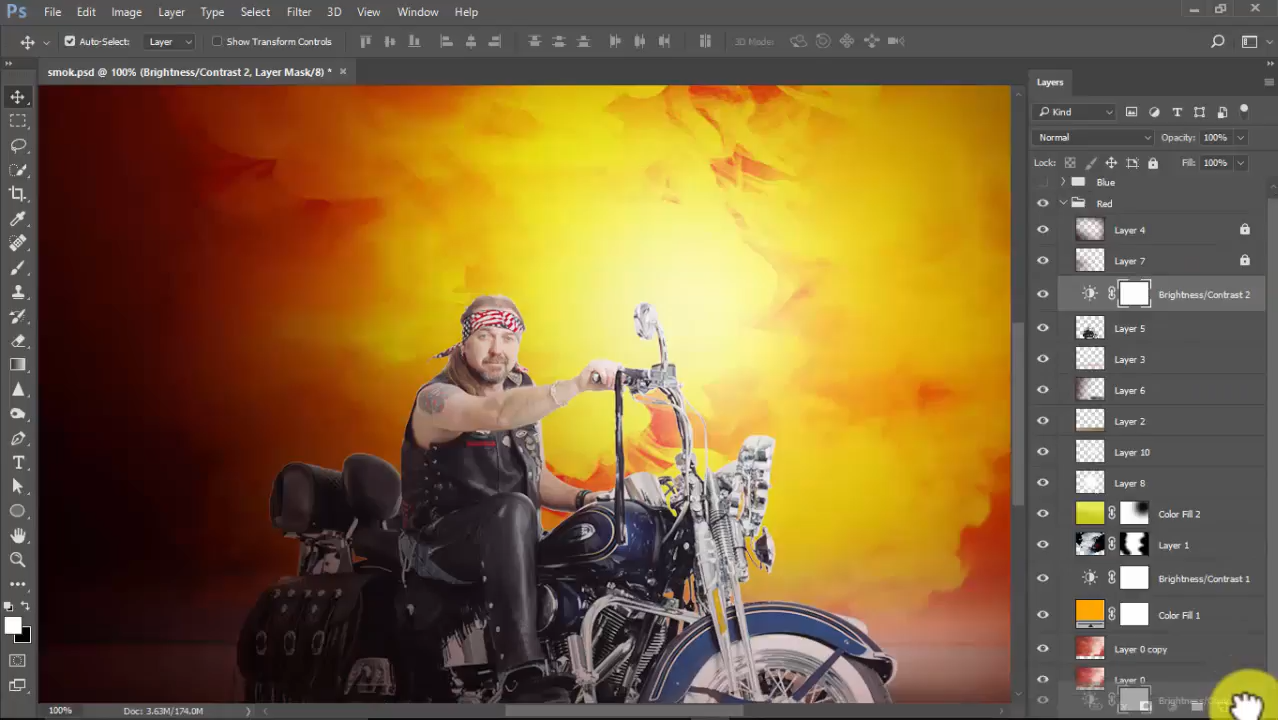 Ps File Edit Image Layer Type Select Filter 3D View Window Help
Auto-Select: Layer Show Transform Controls 3D Mode:
smok.psd @ 100% (Brightness/Contrast 2, Layer Mask/8) * ×
Layers
Kind
Normal Opacity: 100%
Lock: Fill: 100%
Blue
Red
Layer 4
Layer 7
Brightness/Contrast 2
Layer 5
Layer 3
Layer 6
Layer 2
Layer 10
Layer 8
Color Fill 2
Layer 1
Brightness/Contrast 1
Color Fill 1
Layer 0 copy
Layer 0
100% Doc: 3.63M/174.0M